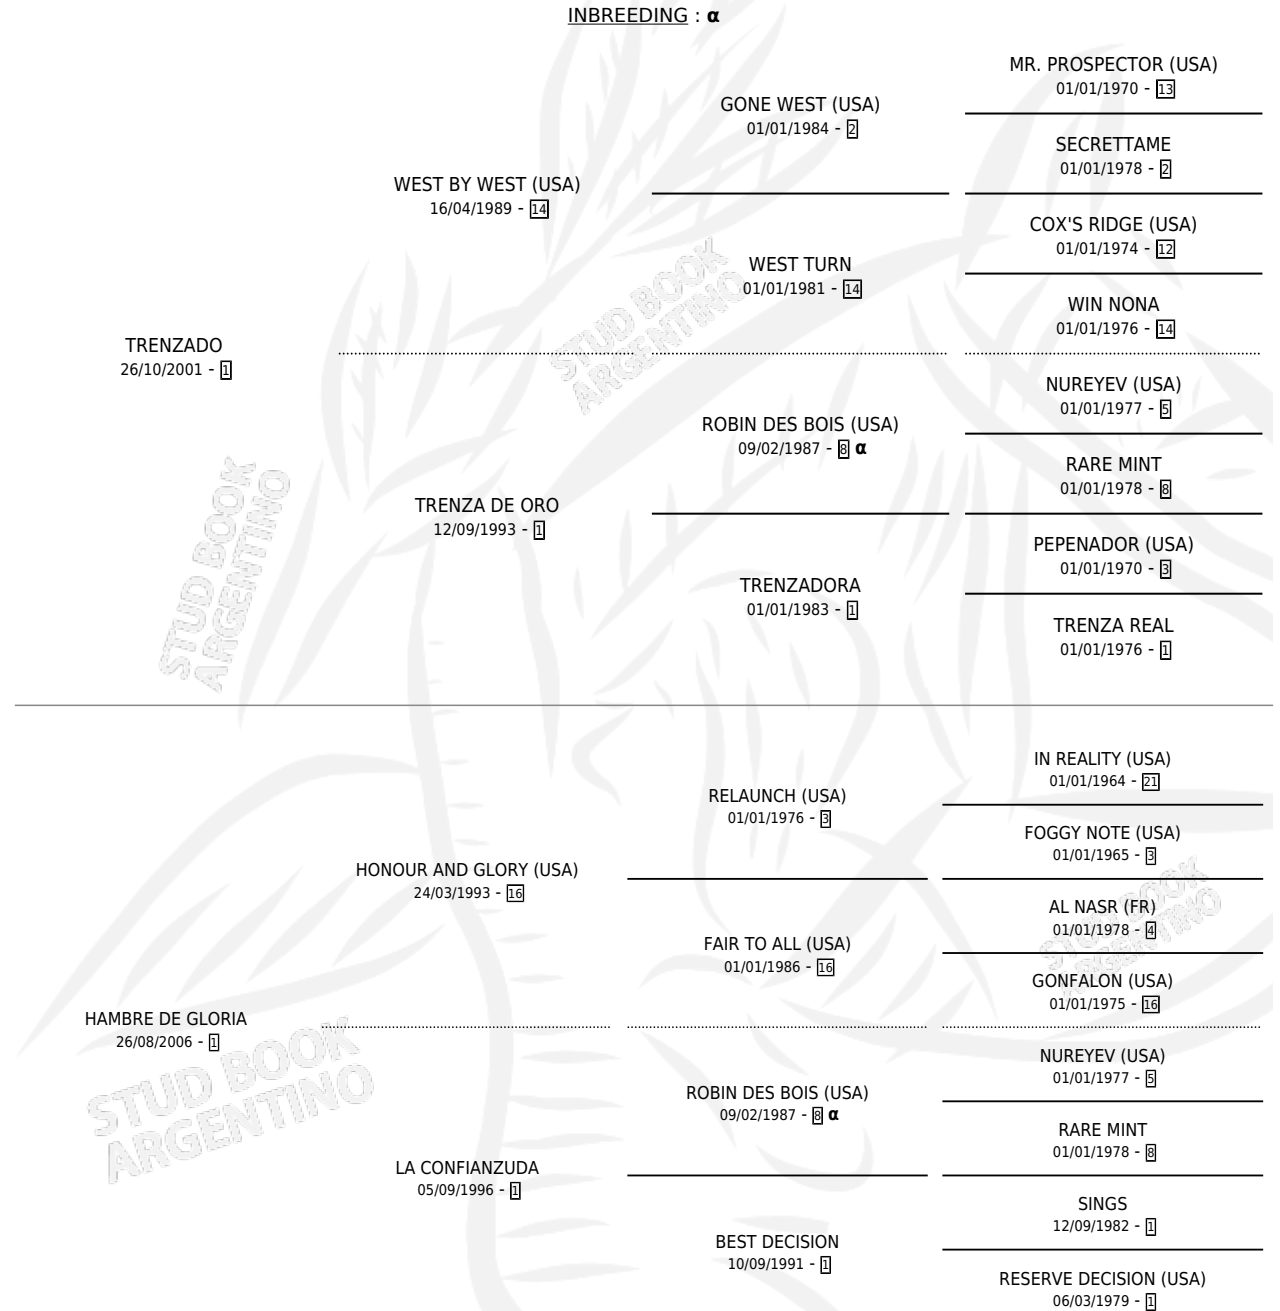 INBREEDING : α
MR. PROSPECTOR (USA)
01/01/1970 - 13
GONE WEST (USA)
01/01/1984 - 2
SECRETTAME
01/01/1978 - 2
WEST BY WEST (USA)
16/04/1989 - 14
COX'S RIDGE (USA)
01/01/1974 - 12
WEST TURN
01/01/1981 - 14
WIN NONA
01/01/1976 - 14
TRENZADO
26/10/2001 - 1
NUREYEV (USA)
01/01/1977 - 5
ROBIN DES BOIS (USA)
09/02/1987 - 8 α
RARE MINT
01/01/1978 - 8
TRENZA DE ORO
12/09/1993 - 1
PEPENADOR (USA)
01/01/1970 - 3
TRENZADORA
01/01/1983 - 1
TRENZA REAL
01/01/1976 - 1
IN REALITY (USA)
01/01/1964 - 21
RELAUNCH (USA)
01/01/1976 - 3
FOGGY NOTE (USA)
01/01/1965 - 3
HONOUR AND GLORY (USA)
24/03/1993 - 16
AL NASR (FR)
01/01/1978 - 4
FAIR TO ALL (USA)
01/01/1986 - 16
GONFALON (USA)
01/01/1975 - 16
HAMBRE DE GLORIA
26/08/2006 - 1
NUREYEV (USA)
01/01/1977 - 5
ROBIN DES BOIS (USA)
09/02/1987 - 8 α
RARE MINT
01/01/1978 - 8
LA CONFIANZUDA
05/09/1996 - 1
SINGS
12/09/1982 - 1
BEST DECISION
10/09/1991 - 1
RESERVE DECISION (USA)
06/03/1979 - 1
STUD BOOK
ARGENTINO
STUD BOOK
ARGENTINO
STUD BOOK
ARGENTINO
STUD BOOK
ARGENTINO